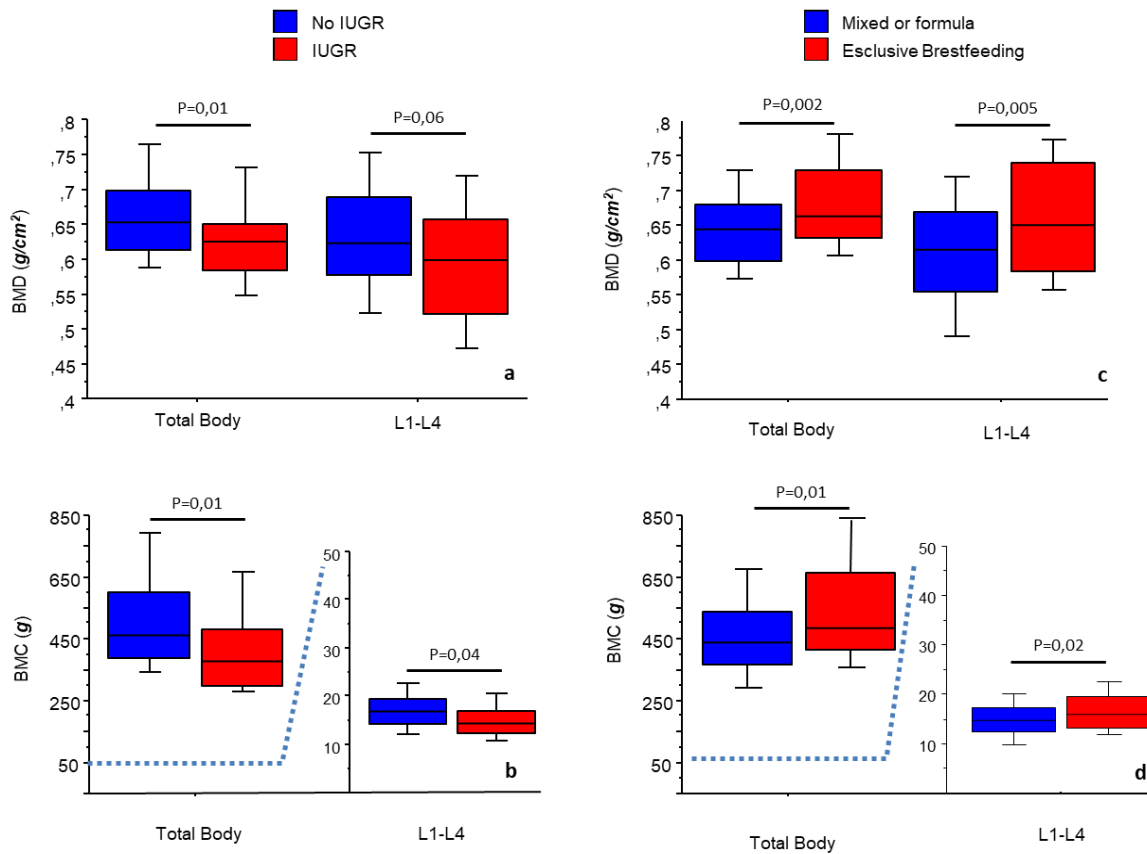 No IUGR
IUGR
P=0,01
P=0,06
,8
,75
,7
,65
,6
,55
,5
,45
,4
BMD (g/cm²)
a
Total Body
L1-L4
Mixed or formula
Esclusive Brestfeeding
P=0,002
P=0,005
,8
,75
,7
,65
,6
,55
,5
,45
,4
BMD (g/cm²)
c
Total Body
L1-L4
P=0,01
850
650
450
250
50
BMC (g)
50
40
30
20
10
P=0,04
b
Total Body
L1-L4
P=0,01
850
650
450
250
50
BMC (g)
50
40
30
20
10
P=0,02
d
Total Body
L1-L4